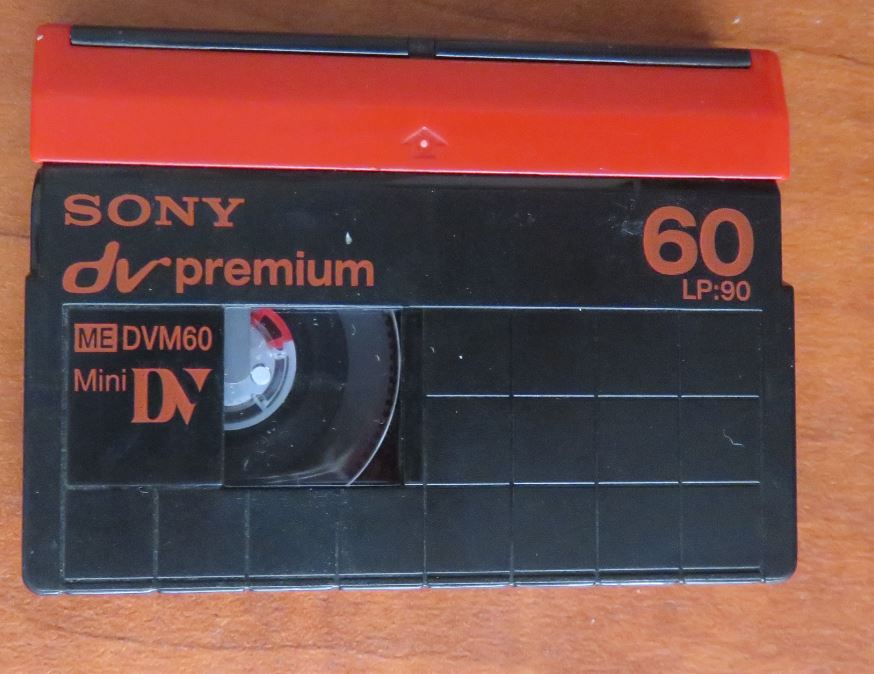 SONY
60
dv premium
LP:90
ME DVM60
Mini DV